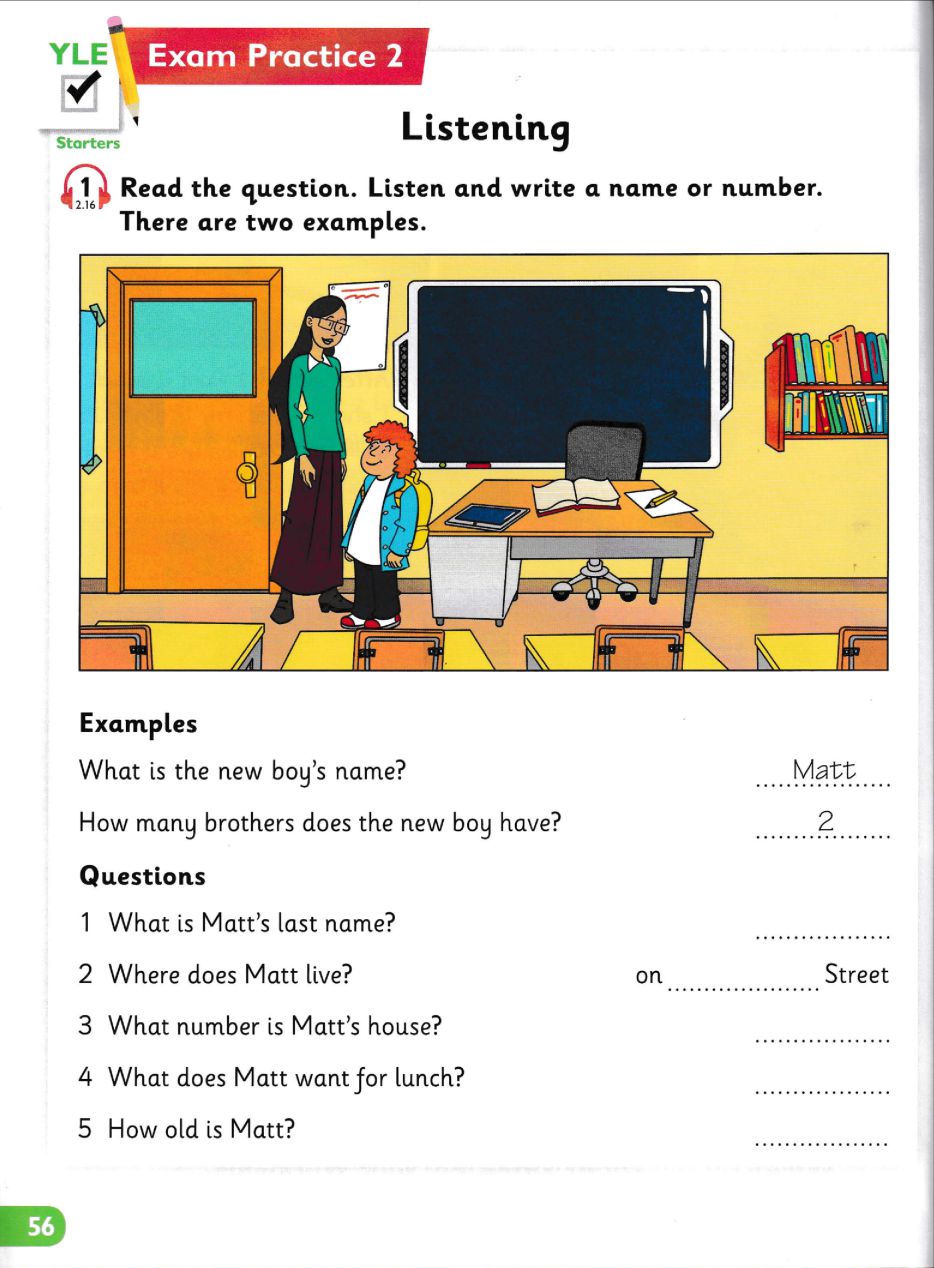 YLE
Starters
Exam Practice 2
Listening
1
2.16
Read the question. Listen and write a name or number.
There are two examples.
Examples
What is the new boy's name? Matt
How many brothers does the new boy have? 2
Questions
1 What is Matt's last name? ..................
2 Where does Matt live? on ..................... Street
3 What number is Matt's house? ..................
4 What does Matt want for lunch? ..................
5 How old is Matt? ..................
56